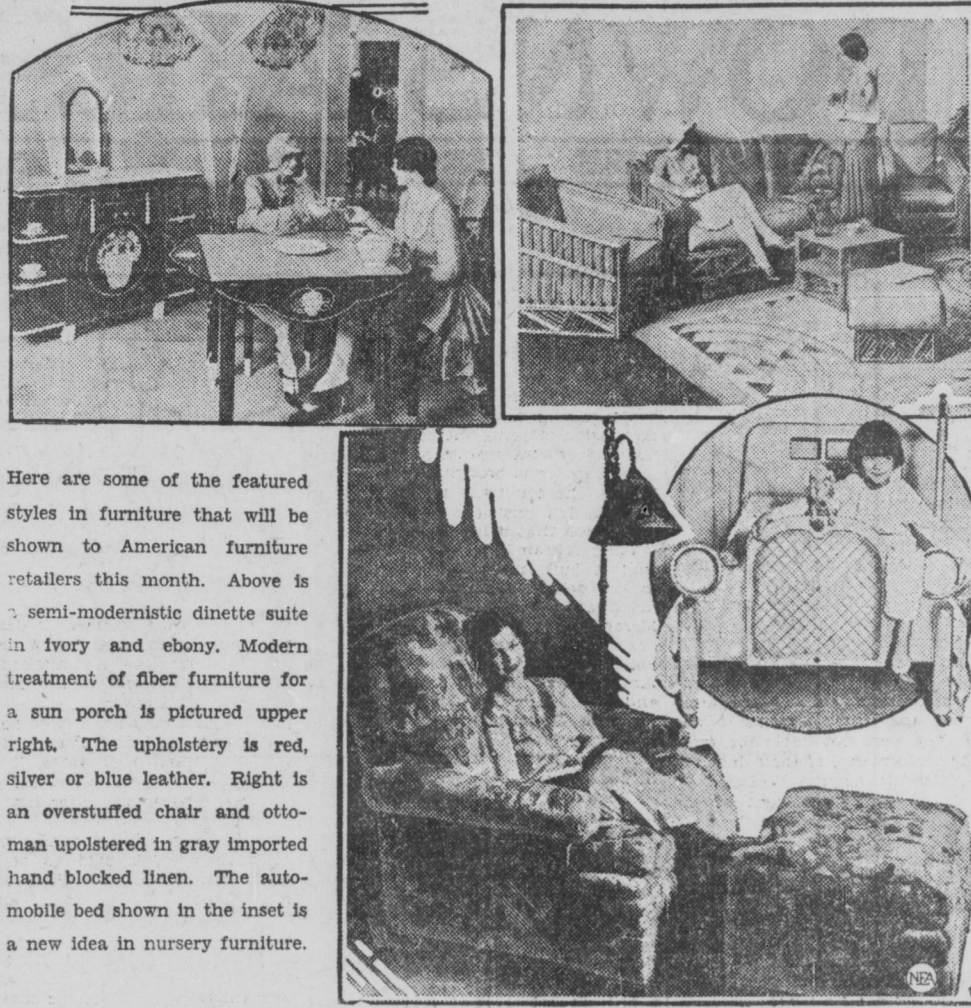 Here are some of the featured
styles in furniture that will be
shown to American furniture
retailers this month. Above is
a semi-modernistic dinette suite
in ivory and ebony. Modern
treatment of fiber furniture for
a sun porch is pictured upper
right. The upholstery is red,
silver or blue leather. Right is
an overstuffed chair and otto-
man upolstered in gray imported
hand blocked linen. The auto-
mobile bed shown in the inset is
a new idea in nursery furniture.
NEA